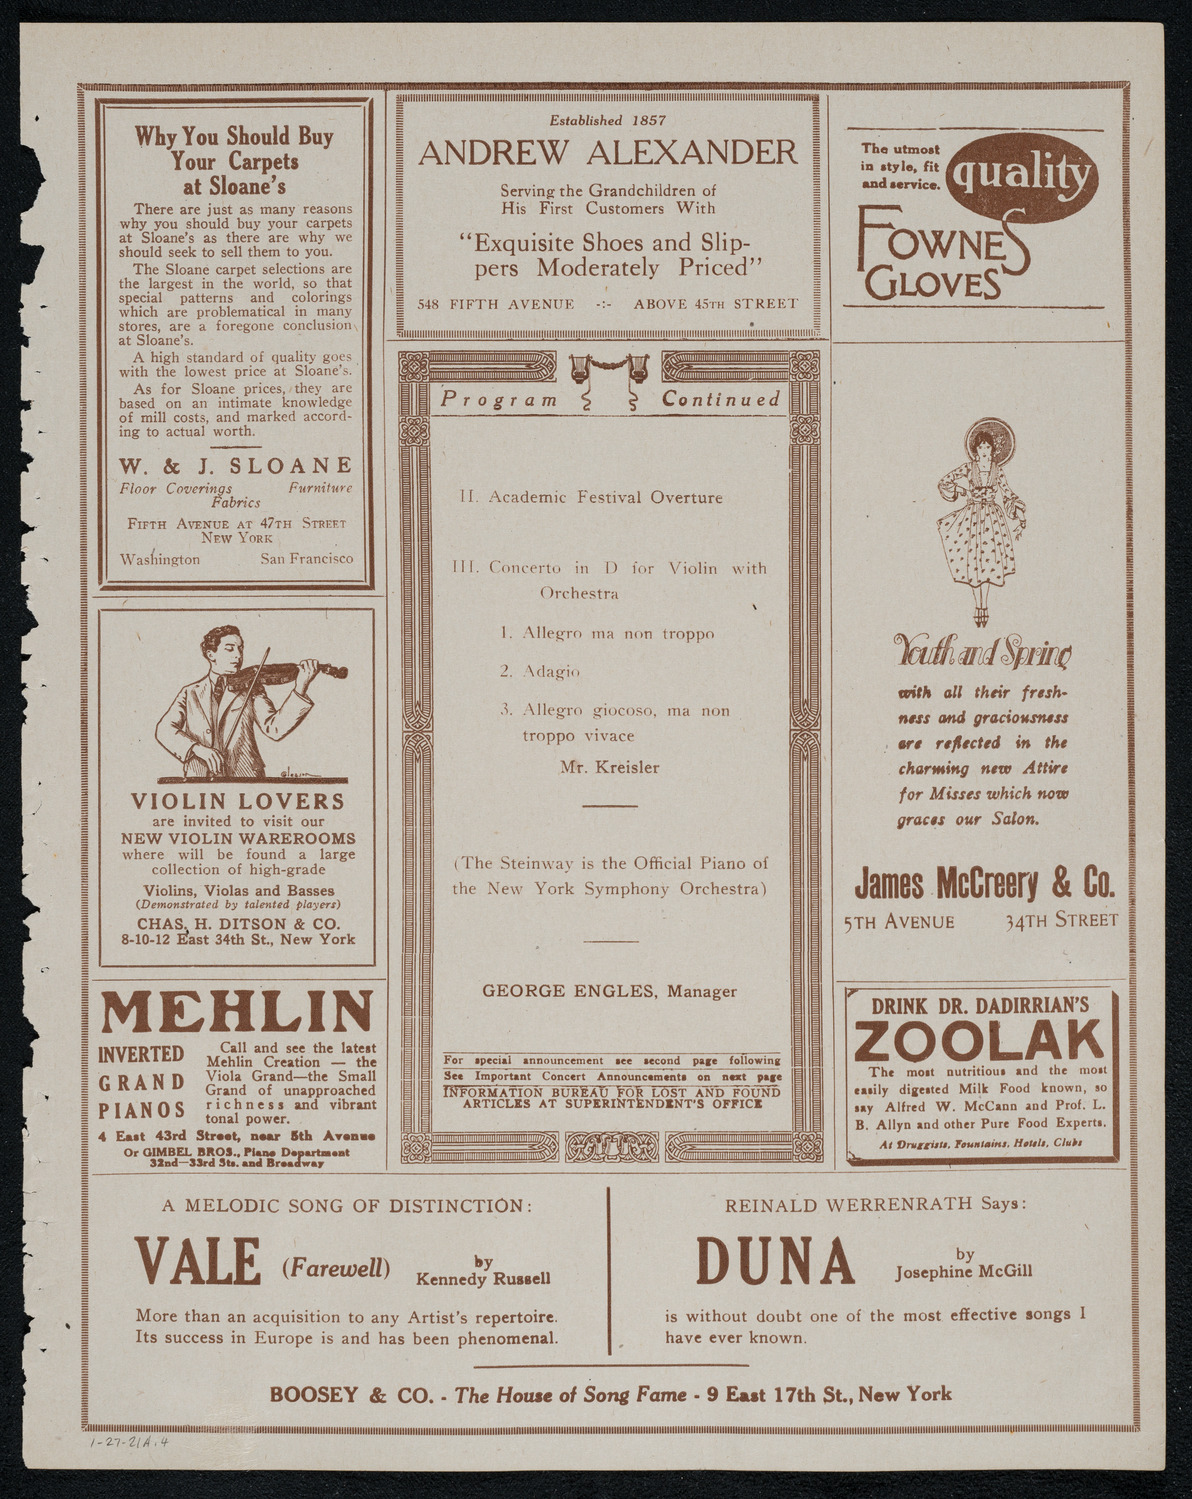 Why You Should Buy
Your Carpets
at Sloane's
There are just as many reasons
why you should buy your carpets
at Sloane's as there are why we
should seek to sell them to you.
The Sloane carpet selections are
the largest in the world, so that
special patterns and colorings
which are problematical in many
stores, are a foregone conclusion
at Sloane's.
A high standard of quality goes
with the lowest price at Sloane's.
As for Sloane prices, they are
based on an intimate knowledge
of mill costs, and marked accord-
ing to actual worth.
W. & J. SLOANE
Floor Coverings Furniture
Fabrics
FIFTH AVENUE AT 47TH STREET
NEW YORK
Washington San Francisco
VIOLIN LOVERS
are invited to visit our
NEW VIOLIN WAREROOMS
where will be found a large
collection of high-grade
Violins, Violas and Basses
(Demonstrated by talented players)
CHAS. H. DITSON & CO.
8-10-12 East 34th St., New York
MEHLIN
INVERTED
GRAND
PIANOS
Call and see the latest
Mehlin Creation — the
Viola Grand—the Small
Grand of unapproached
richness and vibrant
tonal power.
4 East 43rd Street, near 5th Avenue
Or GIMBEL BROS., Piano Department
32nd—33rd Sts. and Broadway
Established 1857
ANDREW ALEXANDER
Serving the Grandchildren of
His First Customers With
"Exquisite Shoes and Slip-
pers Moderately Priced"
548 FIFTH AVENUE -:- ABOVE 45TH STREET
Program Continued
II. Academic Festival Overture
III. Concerto in D for Violin with
Orchestra
1. Allegro ma non troppo
2. Adagio
3. Allegro giocoso, ma non
troppo vivace
Mr. Kreisler
(The Steinway is the Official Piano of
the New York Symphony Orchestra)
GEORGE ENGLES, Manager
For special announcement see second page following
See Important Concert Announcements on next page
INFORMATION BUREAU FOR LOST AND FOUND
ARTICLES AT SUPERINTENDENT'S OFFICE
The utmost
in style, fit
and service.
quality
FOWNES
GLOVES
Youth and Spring
with all their fresh-
ness and graciousness
are reflected in the
charming new Attire
for Misses which now
graces our Salon.
James McCreery & Co.
5TH AVENUE 34TH STREET
DRINK DR. DADIRRIAN'S
ZOOLAK
The most nutritious and the most
easily digested Milk Food known, so
say Alfred W. McCann and Prof. L.
B. Allyn and other Pure Food Experts.
At Druggists, Fountains, Hotels, Clubs
A MELODIC SONG OF DISTINCTION:
VALE (Farewell) by
Kennedy Russell
More than an acquisition to any Artist's repertoire.
Its success in Europe is and has been phenomenal.
REINALD WERRENRATH Says:
DUNA by
Josephine McGill
is without doubt one of the most effective songs I
have ever known.
BOOSEY & CO. - The House of Song Fame - 9 East 17th St., New York
1-27-21A.4